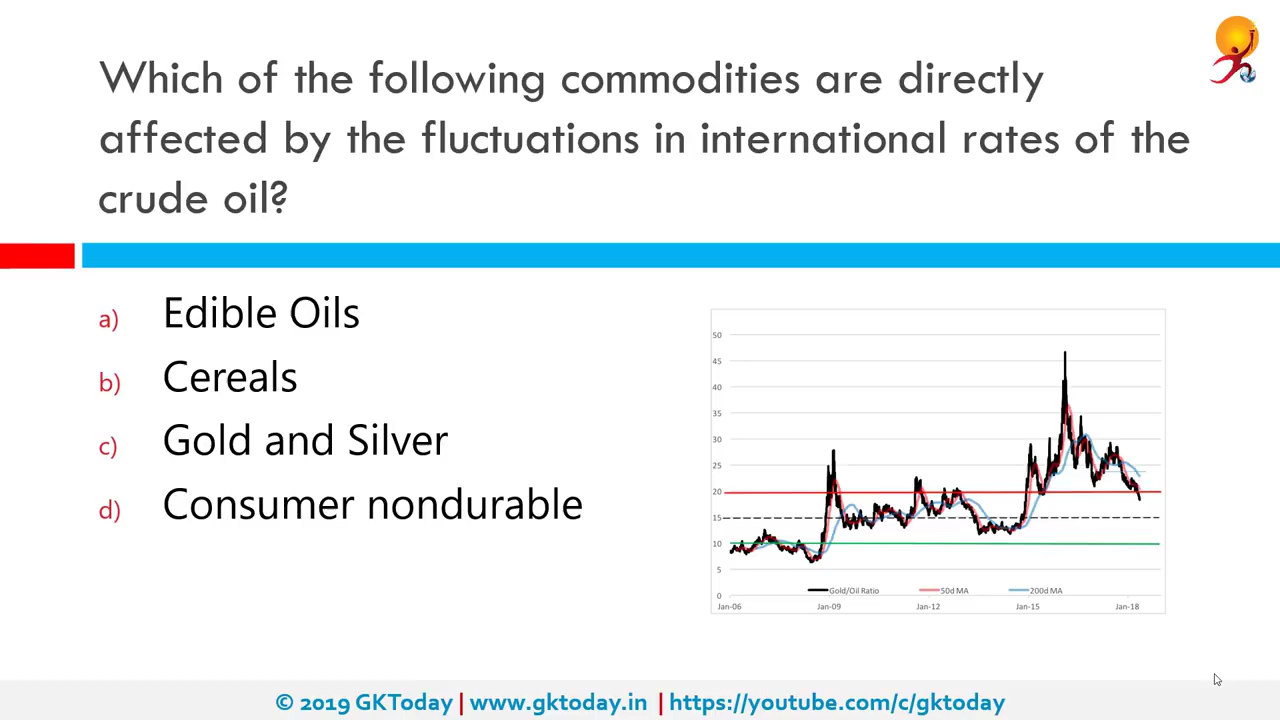 Which of the following commodities are directly
affected by the fluctuations in international rates of the
crude oil?
a) Edible Oils
b) Cereals
c) Gold and Silver
d) Consumer nondurable
50
45
40
35
30
25
20
15
10
5
0
Gold/Oil Ratio 50d MA 200d MA
Jan-06 Jan-09 Jan-12 Jan-15 Jan-18
© 2019 GKToday | www.gktoday.in | https://youtube.com/c/gktoday